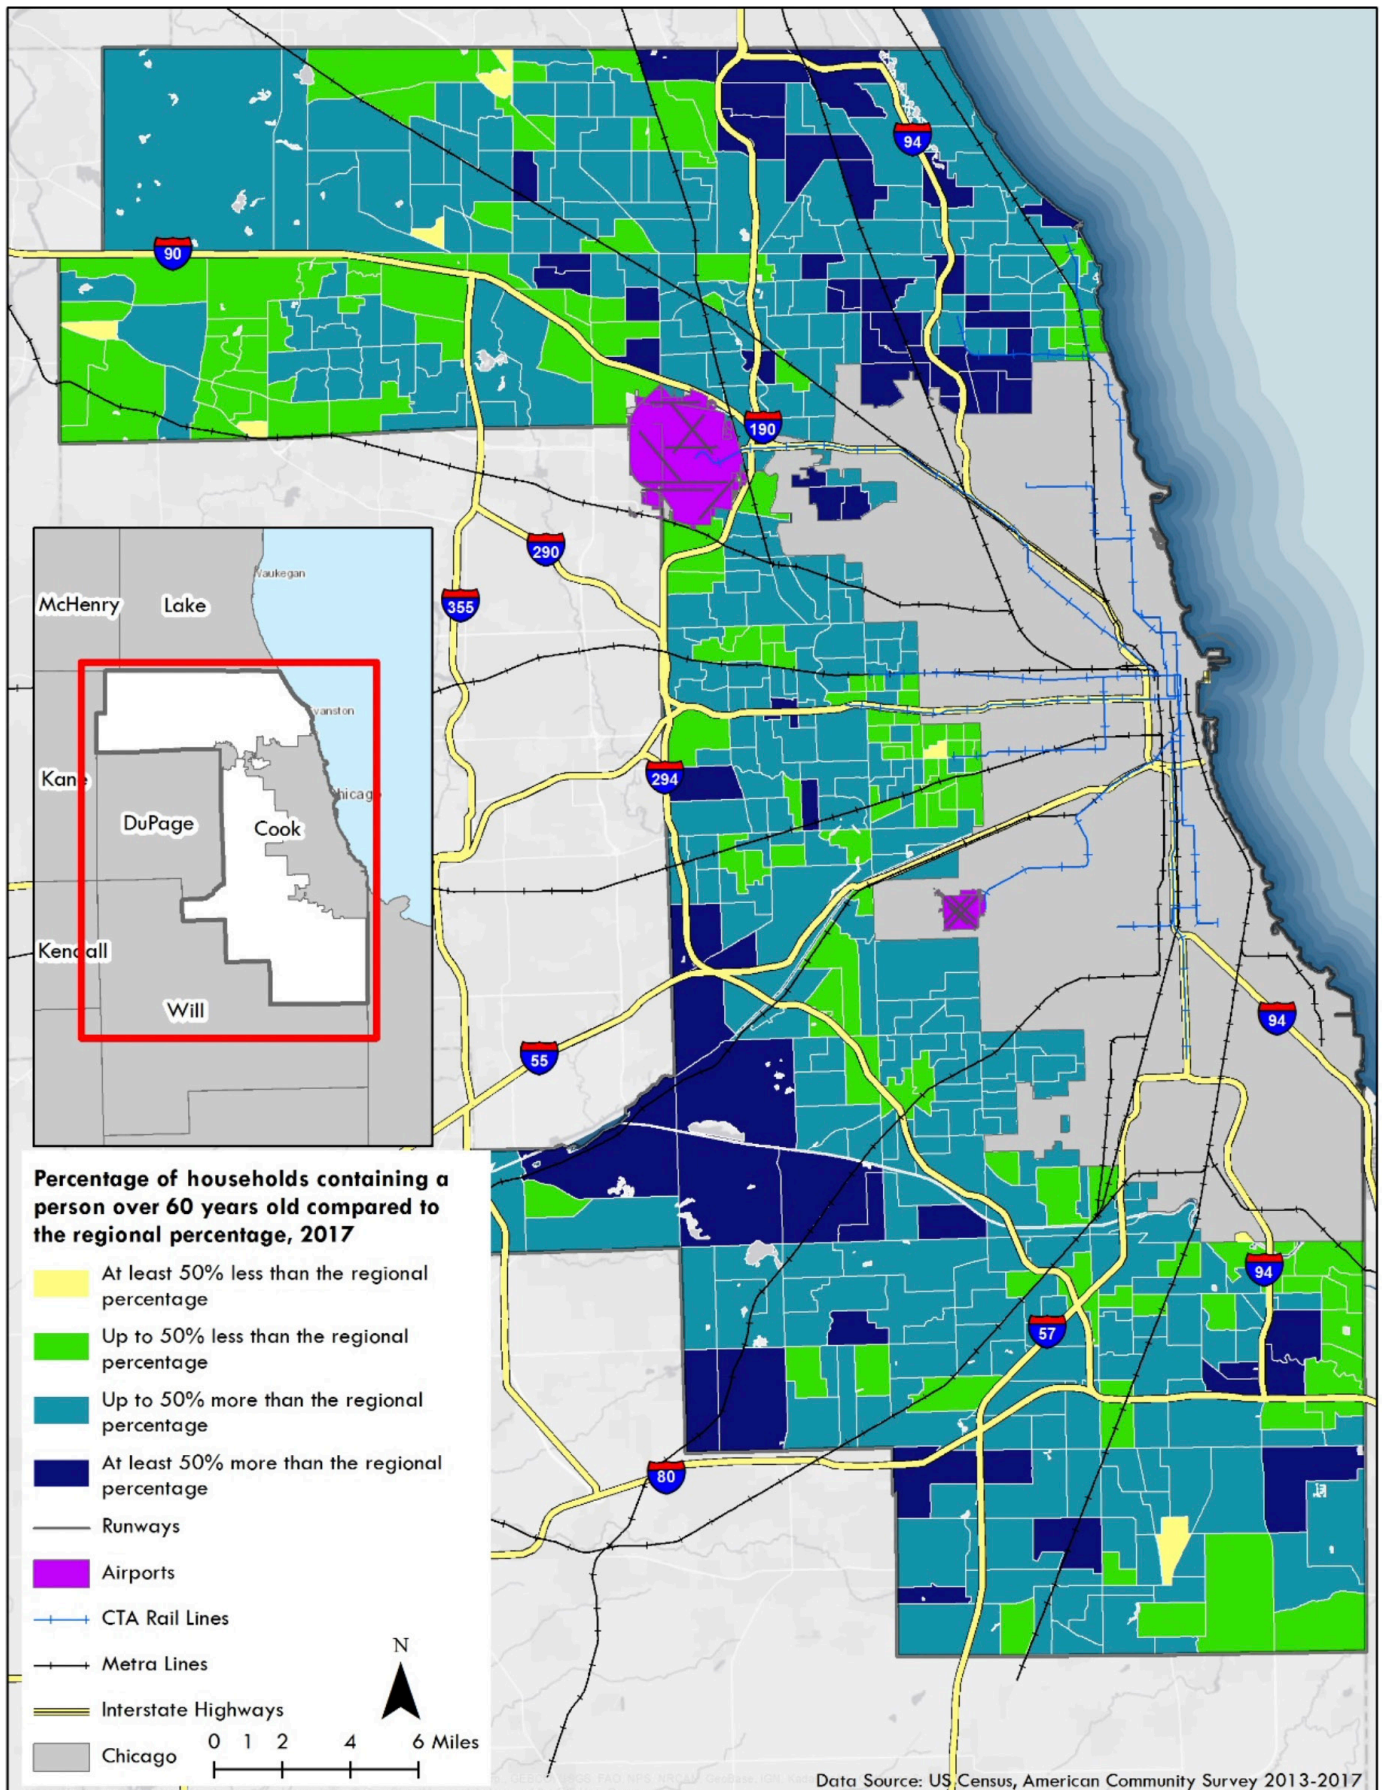 94
90
190
290
355
294
94
55
94
57
80
Waukegan
McHenry
Lake
vanston
Kane
hicago
DuPage
Cook
Kendall
Will
Percentage of households containing a
person over 60 years old compared to
the regional percentage, 2017
At least 50% less than the regional
percentage
Up to 50% less than the regional
percentage
Up to 50% more than the regional
percentage
At least 50% more than the regional
percentage
Runways
Airports
CTA Rail Lines
Metra Lines
Interstate Highways
Chicago
N
0 1 2 4 6 Miles
Data Source: US Census, American Community Survey 2013-2017